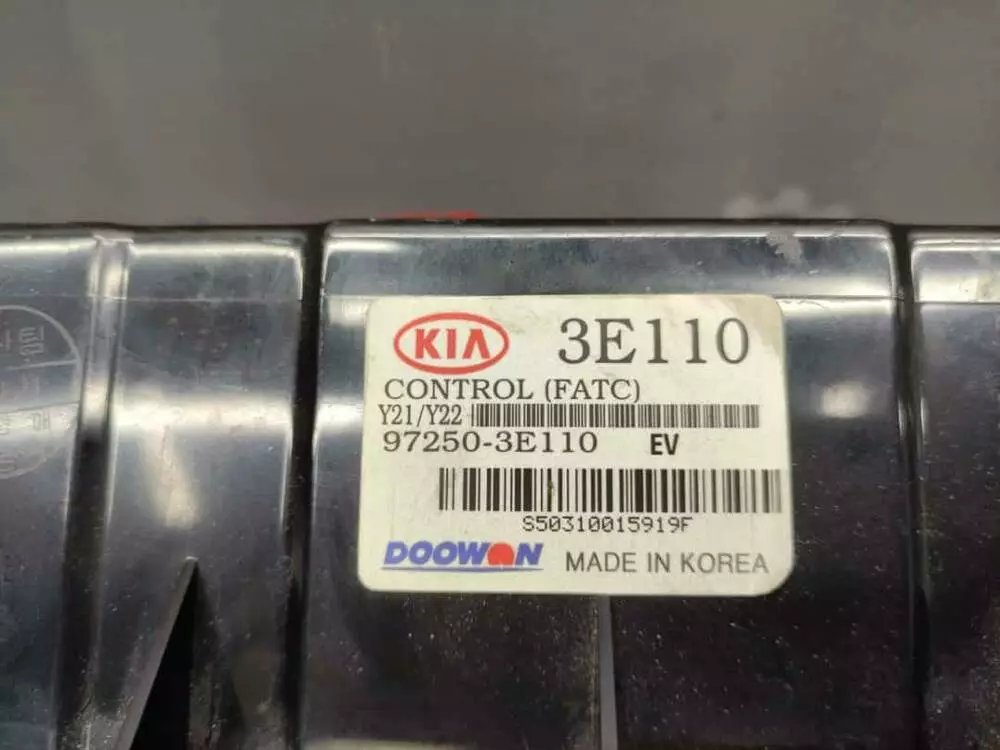 KIA 3E110
CONTROL (FATC)
Y21/Y22
97250-3E110 EV
S50310015919F
DOOWON MADE IN KOREA